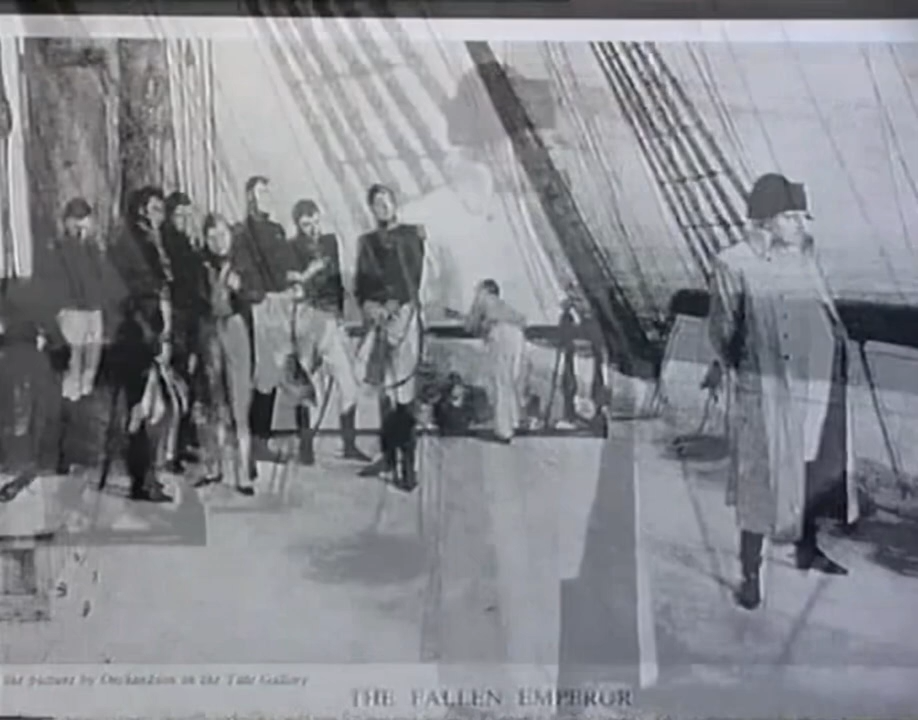 the picture by Orchardson in the Tate Gallery
THE FALLEN EMPEROR